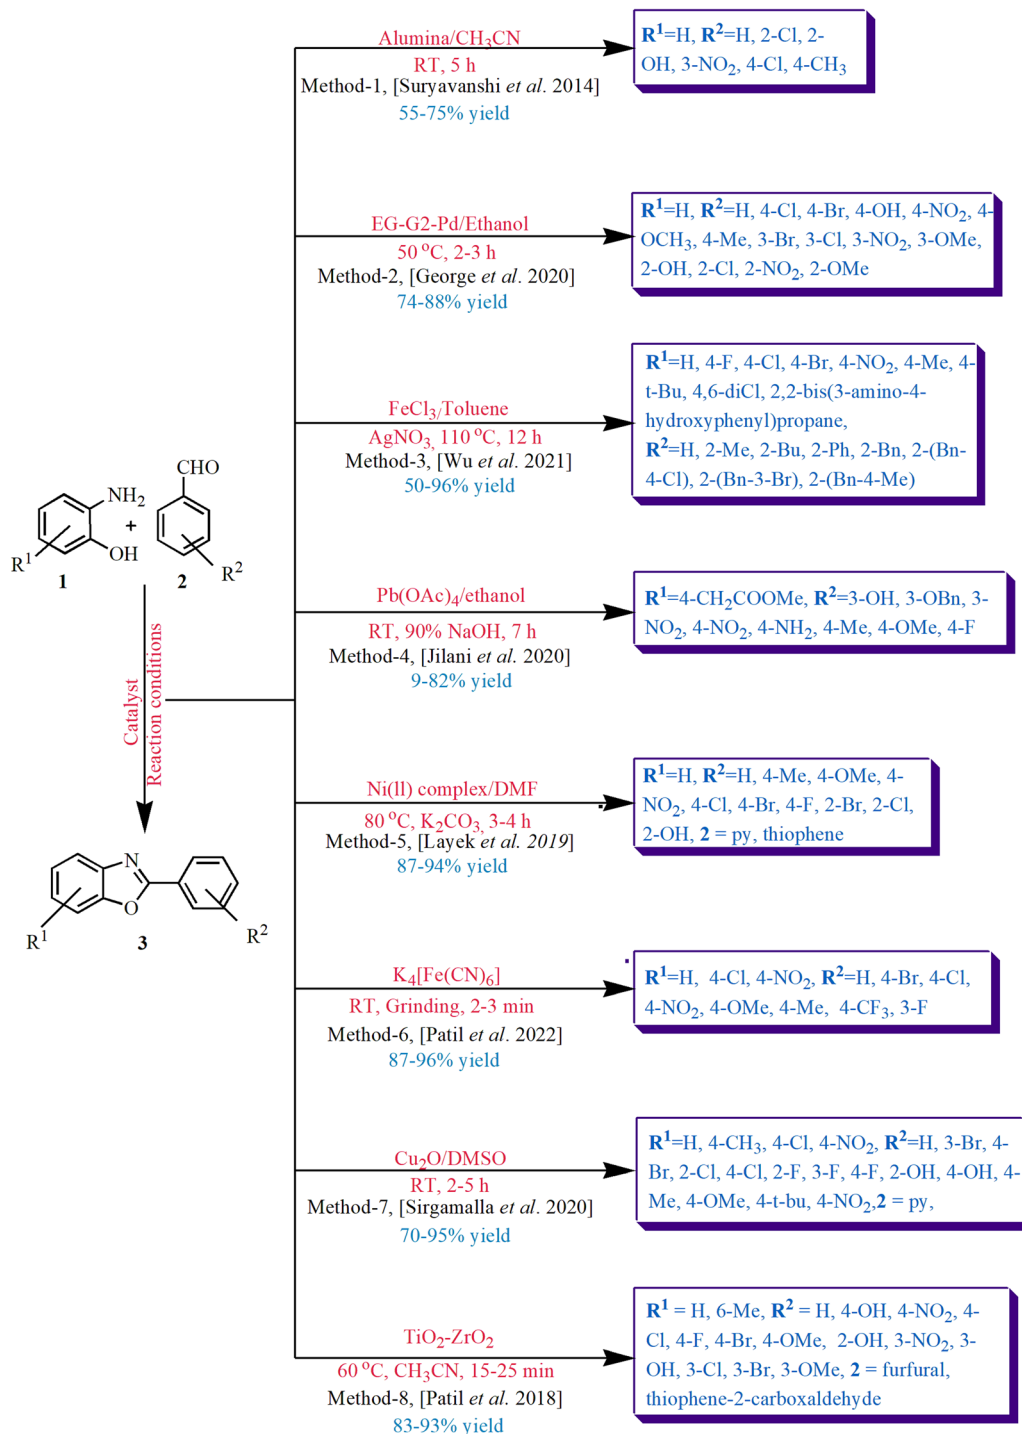 Alumina/CH₃CN
RT, 5 h
Method-1, [Suryavanshi et al. 2014]
55-75% yield
R¹=H, R²=H, 2-Cl, 2-
OH, 3-NO₂, 4-Cl, 4-CH₃
EG-G2-Pd/Ethanol
50 °C, 2-3 h
Method-2, [George et al. 2020]
74-88% yield
R¹=H, R²=H, 4-Cl, 4-Br, 4-OH, 4-NO₂, 4-
OCH₃, 4-Me, 3-Br, 3-Cl, 3-NO₂, 3-OMe,
2-OH, 2-Cl, 2-NO₂, 2-OMe
FeCl₃/Toluene
AgNO₃, 110 °C, 12 h
Method-3, [Wu et al. 2021]
50-96% yield
R¹=H, 4-F, 4-Cl, 4-Br, 4-NO₂, 4-Me, 4-
t-Bu, 4,6-diCl, 2,2-bis(3-amino-4-
hydroxyphenyl)propane,
R²=H, 2-Me, 2-Bu, 2-Ph, 2-Bn, 2-(Bn-
4-Cl), 2-(Bn-3-Br), 2-(Bn-4-Me)
CHO
NH₂
+
OH
R¹
R²
1
2
Catalyst
Reaction conditions
N
O
R¹
R²
3
Pb(OAc)₄/ethanol
RT, 90% NaOH, 7 h
Method-4, [Jilani et al. 2020]
9-82% yield
R¹=4-CH₂COOMe, R²=3-OH, 3-OBn, 3-
NO₂, 4-NO₂, 4-NH₂, 4-Me, 4-OMe, 4-F
Ni(ll) complex/DMF
80 °C, K₂CO₃, 3-4 h
Method-5, [Layek et al. 2019]
87-94% yield
R¹=H, R²=H, 4-Me, 4-OMe, 4-
NO₂, 4-Cl, 4-Br, 4-F, 2-Br, 2-Cl,
2-OH, 2 = py, thiophene
K₄[Fe(CN)₆]
RT, Grinding, 2-3 min
Method-6, [Patil et al. 2022]
87-96% yield
R¹=H, 4-Cl, 4-NO₂, R²=H, 4-Br, 4-Cl,
4-NO₂, 4-OMe, 4-Me, 4-CF₃, 3-F
Cu₂O/DMSO
RT, 2-5 h
Method-7, [Sirgamalla et al. 2020]
70-95% yield
R¹=H, 4-CH₃, 4-Cl, 4-NO₂, R²=H, 3-Br, 4-
Br, 2-Cl, 4-Cl, 2-F, 3-F, 4-F, 2-OH, 4-OH, 4-
Me, 4-OMe, 4-t-bu, 4-NO₂,2 = py,
TiO₂-ZrO₂
60 °C, CH₃CN, 15-25 min
Method-8, [Patil et al. 2018]
83-93% yield
R¹ = H, 6-Me, R² = H, 4-OH, 4-NO₂, 4-
Cl, 4-F, 4-Br, 4-OMe, 2-OH, 3-NO₂, 3-
OH, 3-Cl, 3-Br, 3-OMe, 2 = furfural,
thiophene-2-carboxaldehyde